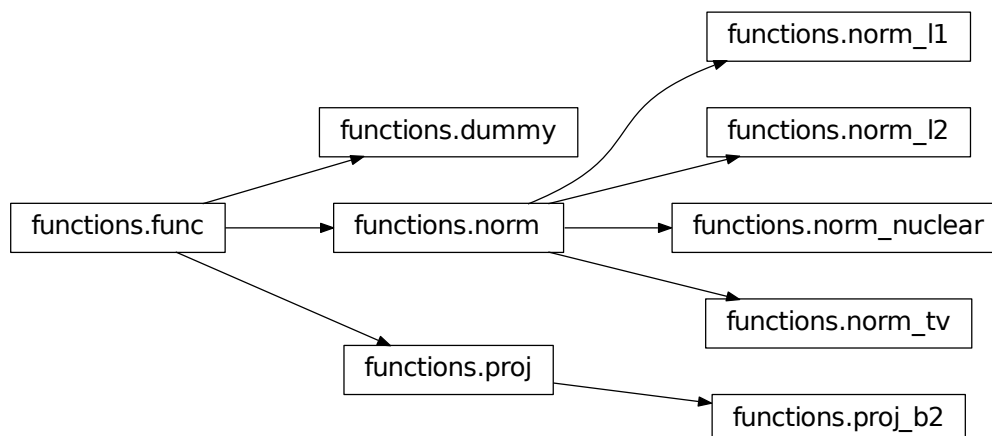 functions.norm_l1
functions.dummy
functions.norm_l2
functions.func
functions.norm
functions.norm_nuclear
functions.norm_tv
functions.proj
functions.proj_b2